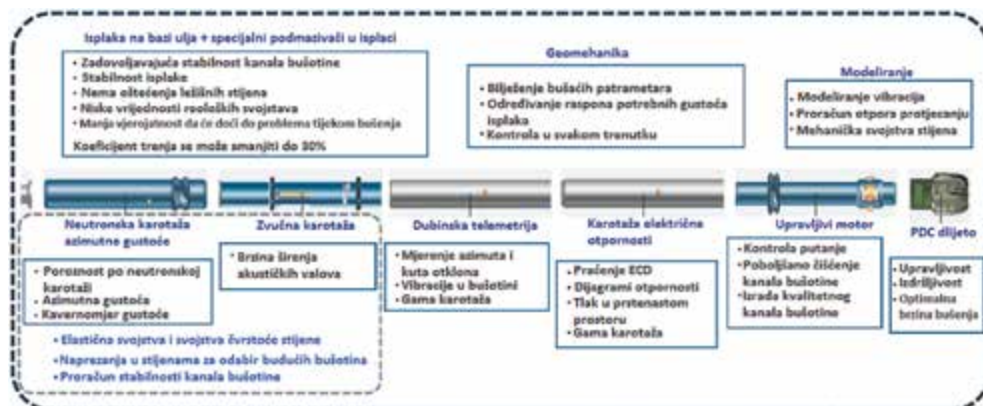 Isplaka na bazi ulja + specijalni podmazivači u isplaci
• Zadovoljavajuća stabilnost kanala bušotine
• Stabilnost isplake
• Nema oštećenja ležišnih stijena
• Niske vrijednosti reoloških svojstava
• Manja vjerojatnost da će doći do problema tijekom bušenja
Koeficijent trenja se može smanjiti do 30%
Geomehanika
• Bilježenje bušaćih patrametara
• Određivanje raspona potrebnih gustoća
isplaka
• Kontrola u svakom trenutku
Modeliranje
• Modeliranje vibracija
• Proračun otpora protjecanju
• Mehanička svojstva stijena
Neutronska karotaža
azimutne gustoće
• Poroznost po neutronskoj
karotaži
• Azimutna gustoća
• Kavernomjer gustoće
Zvučna karotaža
• Brzina širenja
akustičkih valova
• Elastična svojstva i svojstva čvrstoće stijene
• Naprezanja u stijenama za odabir budućih bušotina
• Proračun stabilnosti kanala bušotine
Dubinska telemetrija
• Mjerenje azimuta i
kuta otklona
• Vibracije u bušotini
• Gama karotaža
Karotaža električne
otpornosti
• Praćenje ECD
• Dijagrami otpornosti
• Tlak u prstenastom
prostoru
• Gama karotaža
Upravljivi motor
• Kontrola putanje
• Poboljšano čišćenje
kanala bušotine
• Izrada kvalitetnog
kanala bušotine
PDC dlijeto
• Upravljivost
• Izdržljivost
• Optimalna
brzina bušenja